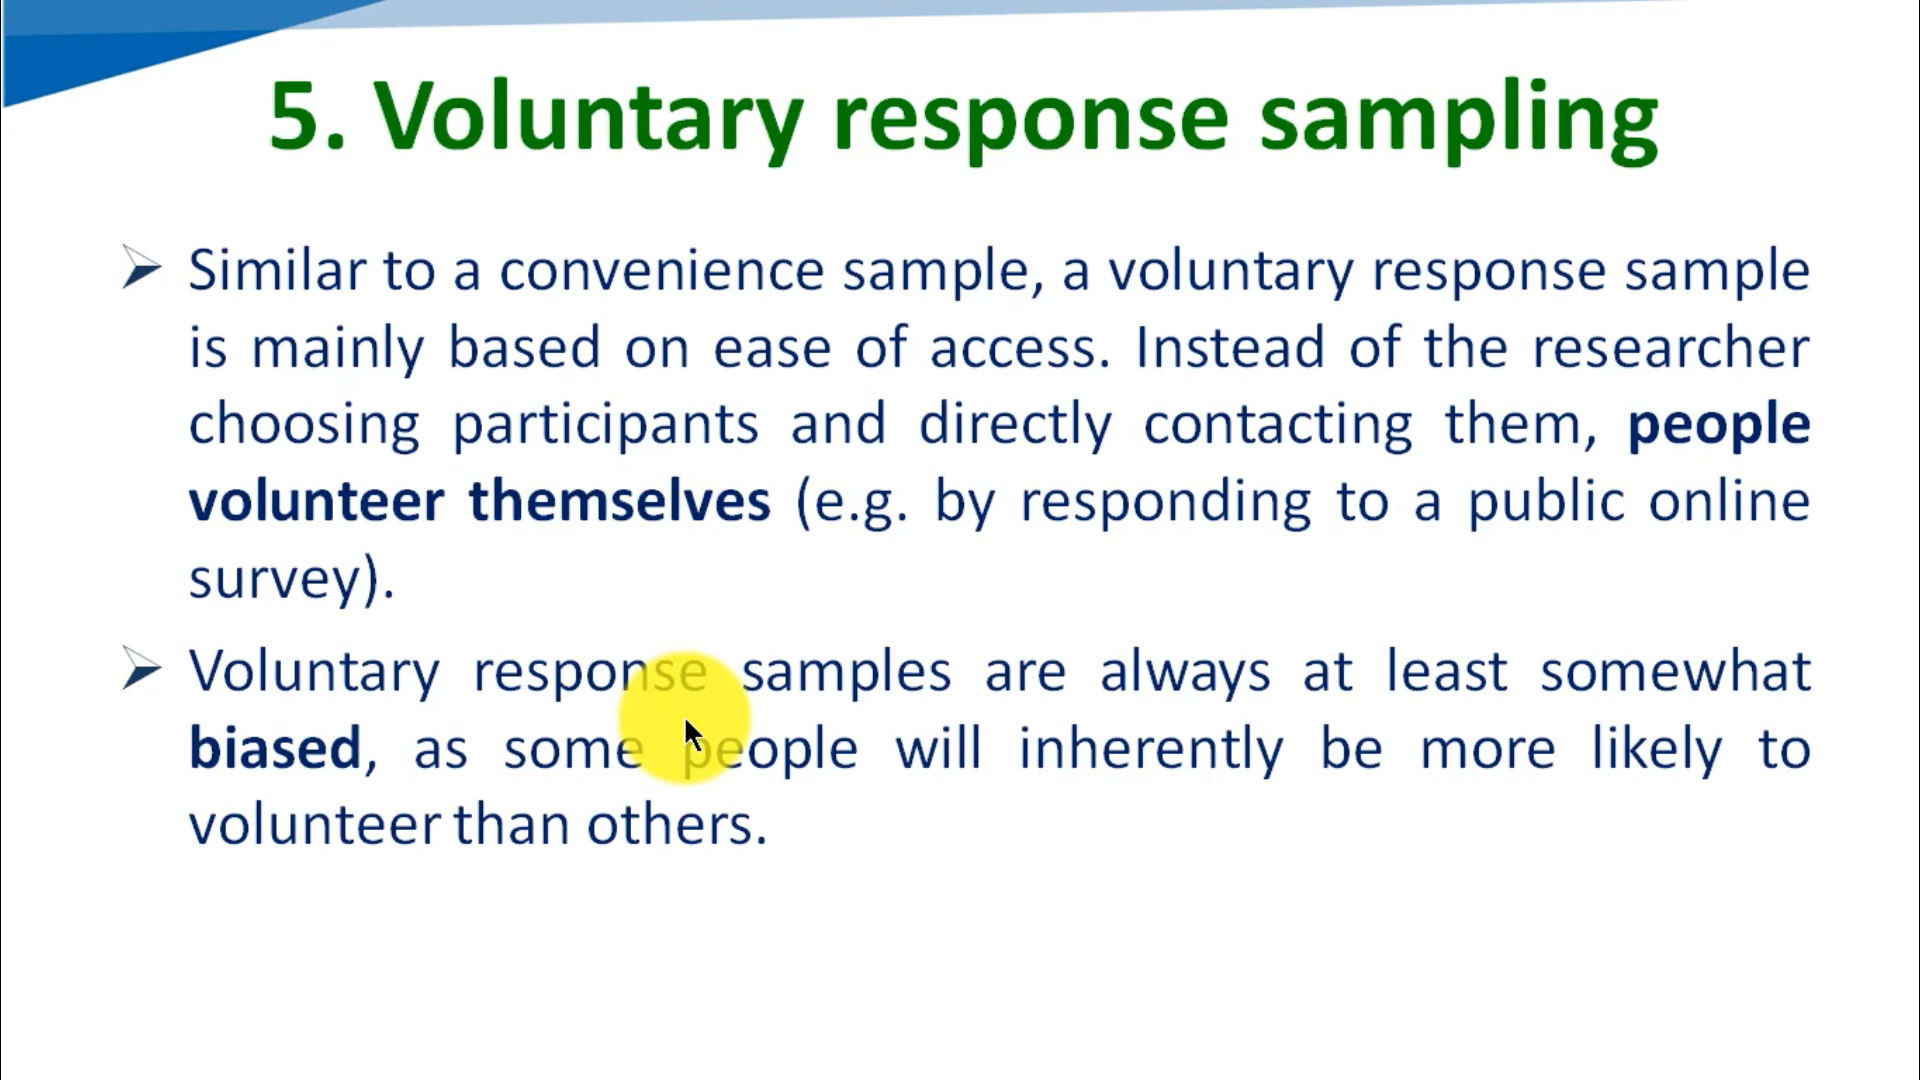 5. Voluntary response sampling
Similar to a convenience sample, a voluntary response sample
is mainly based on ease of access. Instead of the researcher
choosing participants and directly contacting them, people
volunteer themselves (e.g. by responding to a public online
survey).
Voluntary response samples are always at least somewhat
biased, as some people will inherently be more likely to
volunteer than others.